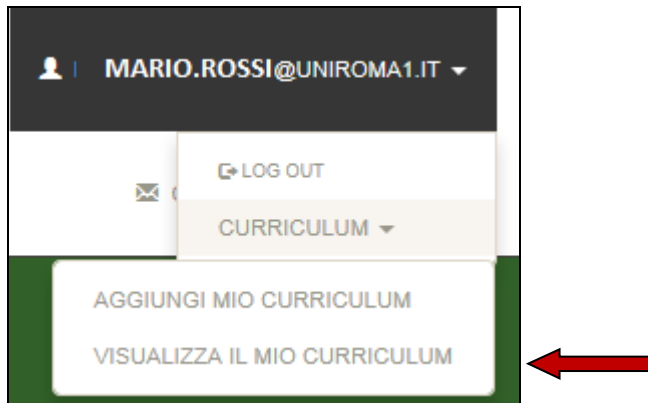 MARIO.ROSSI@UNIROMA1.IT
LOG OUT
CURRICULUM
AGGIUNGI MIO CURRICULUM
VISUALIZZA IL MIO CURRICULUM